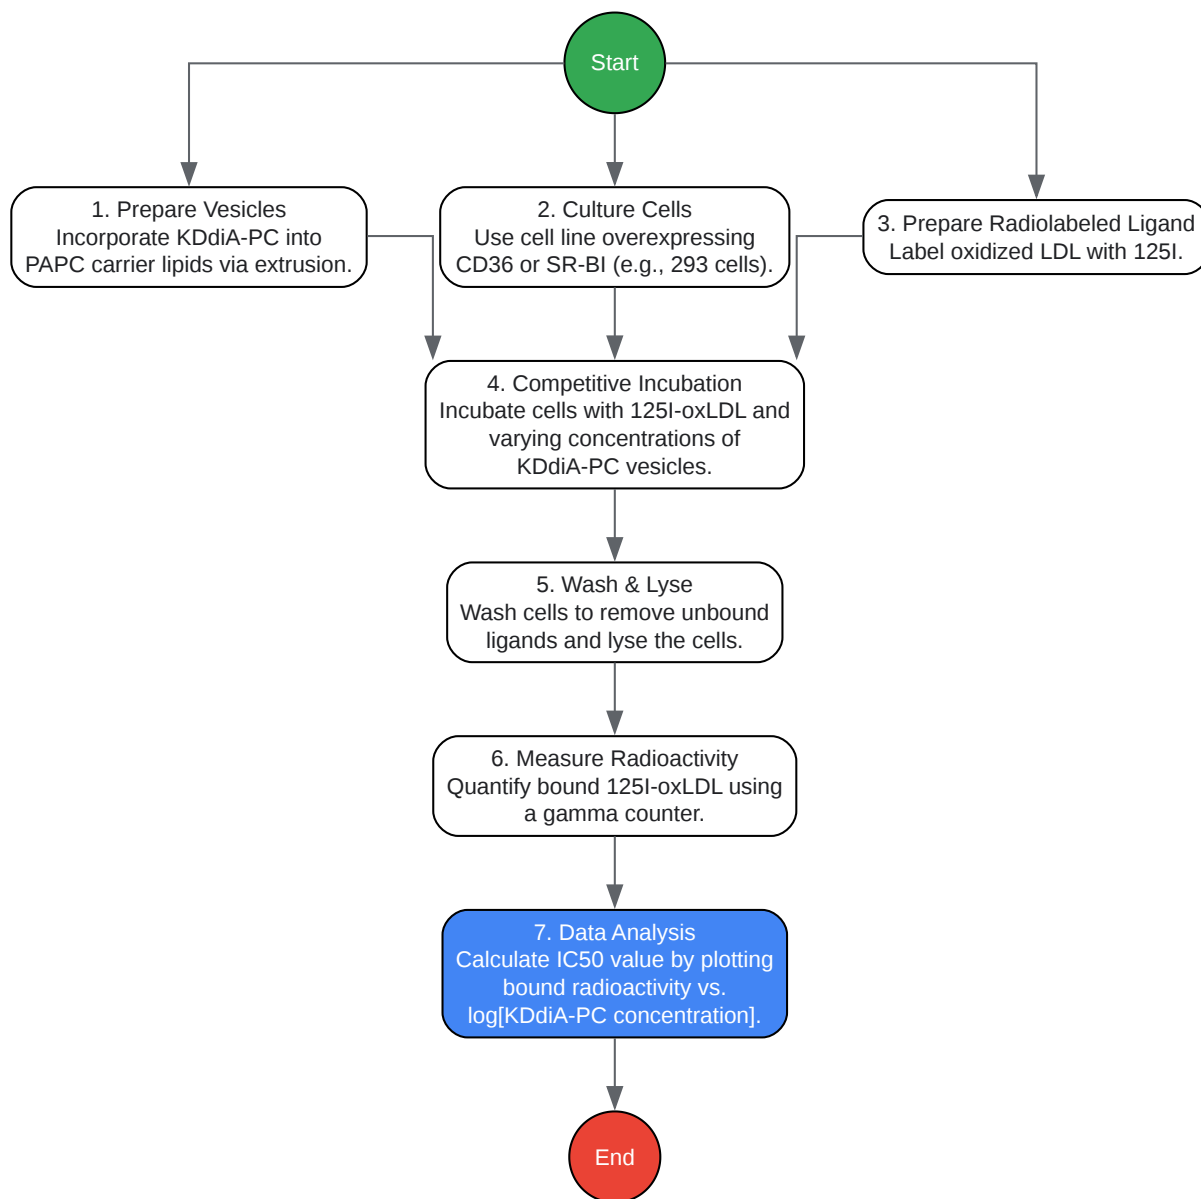 Start
1. Prepare Vesicles
Incorporate KDdiA-PC into
PAPC carrier lipids via extrusion.
2. Culture Cells
Use cell line overexpressing
CD36 or SR-BI (e.g., 293 cells).
3. Prepare Radiolabeled Ligand
Label oxidized LDL with 125I.
4. Competitive Incubation
Incubate cells with 125I-oxLDL and
varying concentrations of
KDdiA-PC vesicles.
5. Wash & Lyse
Wash cells to remove unbound
ligands and lyse the cells.
6. Measure Radioactivity
Quantify bound 125I-oxLDL using
a gamma counter.
7. Data Analysis
Calculate IC50 value by plotting
bound radioactivity vs.
log[KDdiA-PC concentration].
End